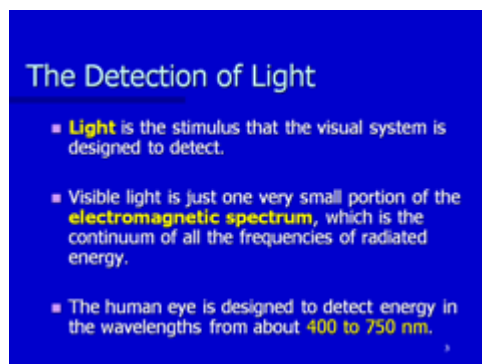 The Detection of Light
Light is the stimulus that the visual system is
designed to detect.
Visible light is just one very small portion of the
electromagnetic spectrum, which is the
continuum of all the frequencies of radiated
energy.
The human eye is designed to detect energy in
the wavelengths from about 400 to 750 nm.